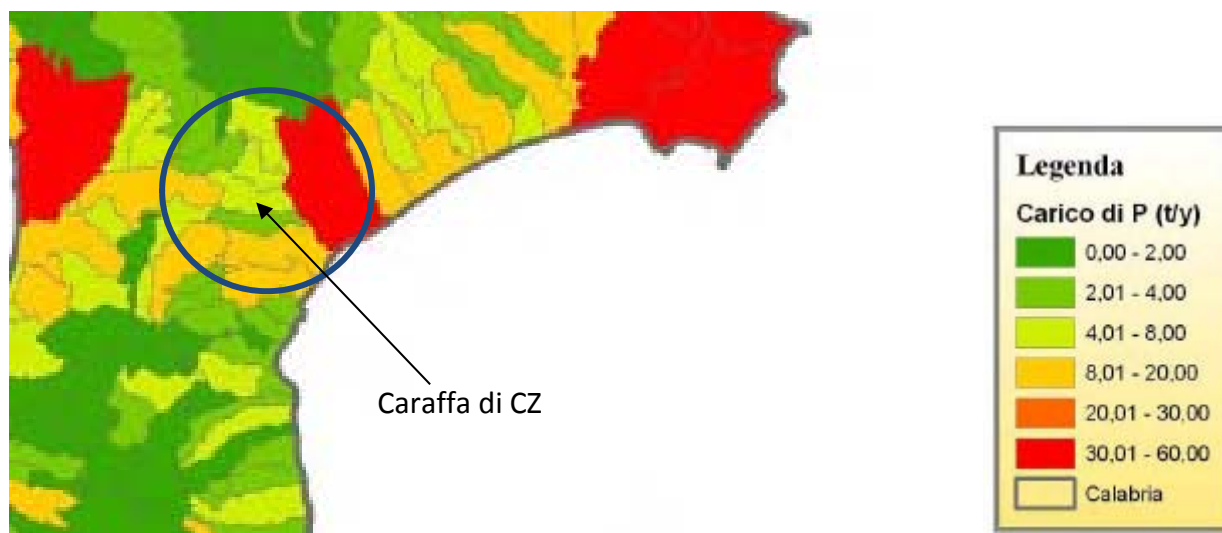 Caraffa di CZ
Legenda
Carico di P (t/y)
0,00 - 2,00
2,01 - 4,00
4,01 - 8,00
8,01 - 20,00
20,01 - 30,00
30,01 - 60,00
Calabria